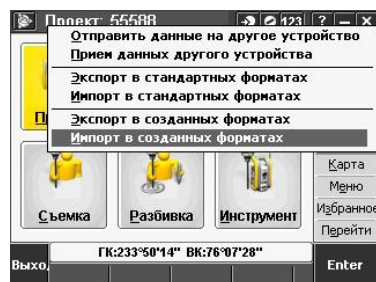 Проект: 55588 123 ? – X
Отправить данные на другое устройство
Прием данных другого устройства
Экспорт в стандартных форматах
Импорт в стандартных форматах
Экспорт в созданных форматах
Импорт в созданных форматах
Карта
Меню
Избранное
Перейти
Съемка Разбивка Инструмент
ГК:233°50'14" ВК:76°07'28"
Enter